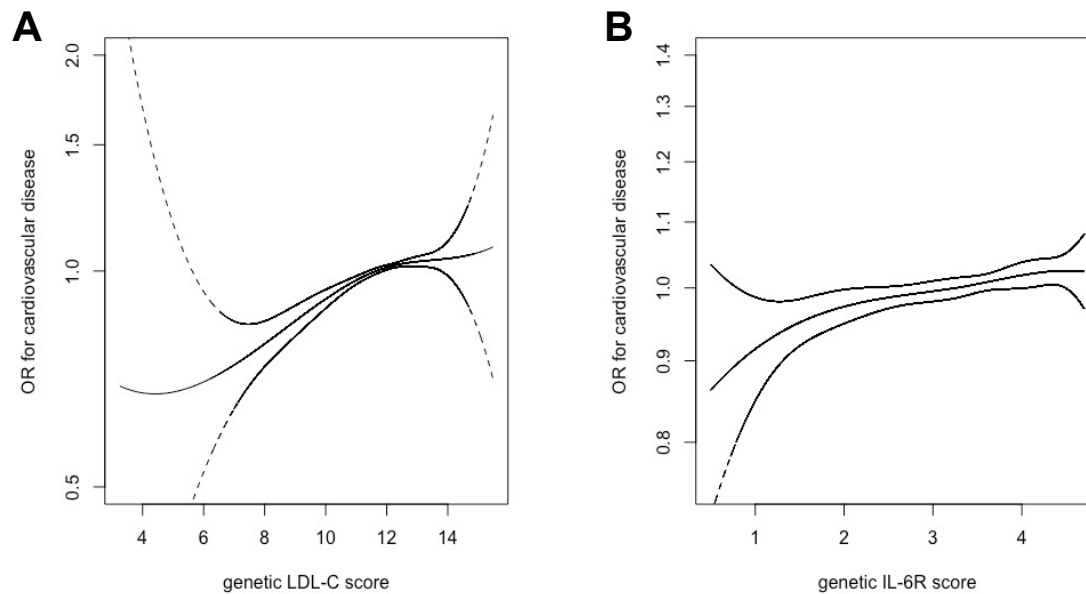 A
OR for cardiovascular disease
2.0
1.5
1.0
0.5
4 6 8 10 12 14
genetic LDL-C score
B
OR for cardiovascular disease
1.4
1.3
1.2
1.1
1.0
0.9
0.8
1 2 3 4
genetic IL-6R score